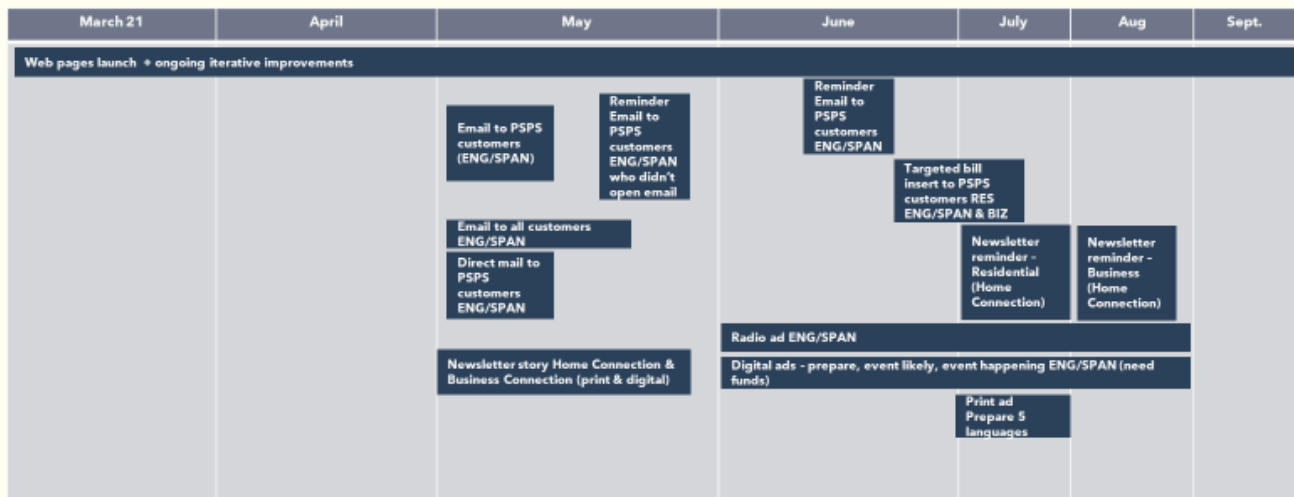 March 21
April
May
June
July
Aug
Sept.
Web pages launch + ongoing iterative improvements
Email to PSPS
customers
(ENG/SPAN)
Reminder
Email to
PSPS
customers
ENG/SPAN
who didn't
open email
Reminder
Email to
PSPS
customers
ENG/SPAN
Targeted bill
insert to PSPS
customers RES
ENG/SPAN & BIZ
Email to all customers
ENG/SPAN
Direct mail to
PSPS
customers
ENG/SPAN
Newsletter
reminder –
Residential
(Home
Connection)
Newsletter
reminder –
Business
(Home
Connection)
Radio ad ENG/SPAN
Newsletter story Home Connection &
Business Connection (print & digital)
Digital ads – prepare, event likely, event happening ENG/SPAN (need
funds)
Print ad
Prepare 5
languages